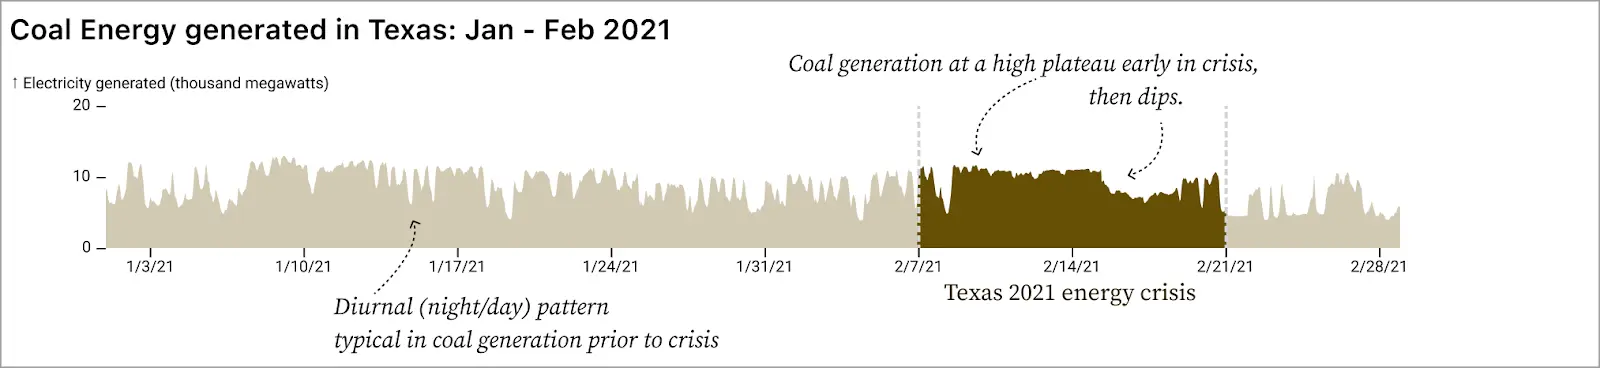 Coal Energy generated in Texas: Jan - Feb 2021
Coal generation at a high plateau early in crisis,
then dips.
↑ Electricity generated (thousand megawatts)
20
10
0
1/3/21 1/10/21 1/17/21 1/24/21 1/31/21 2/7/21 2/14/21 2/21/21 2/28/21
Texas 2021 energy crisis
Diurnal (night/day) pattern
typical in coal generation prior to crisis